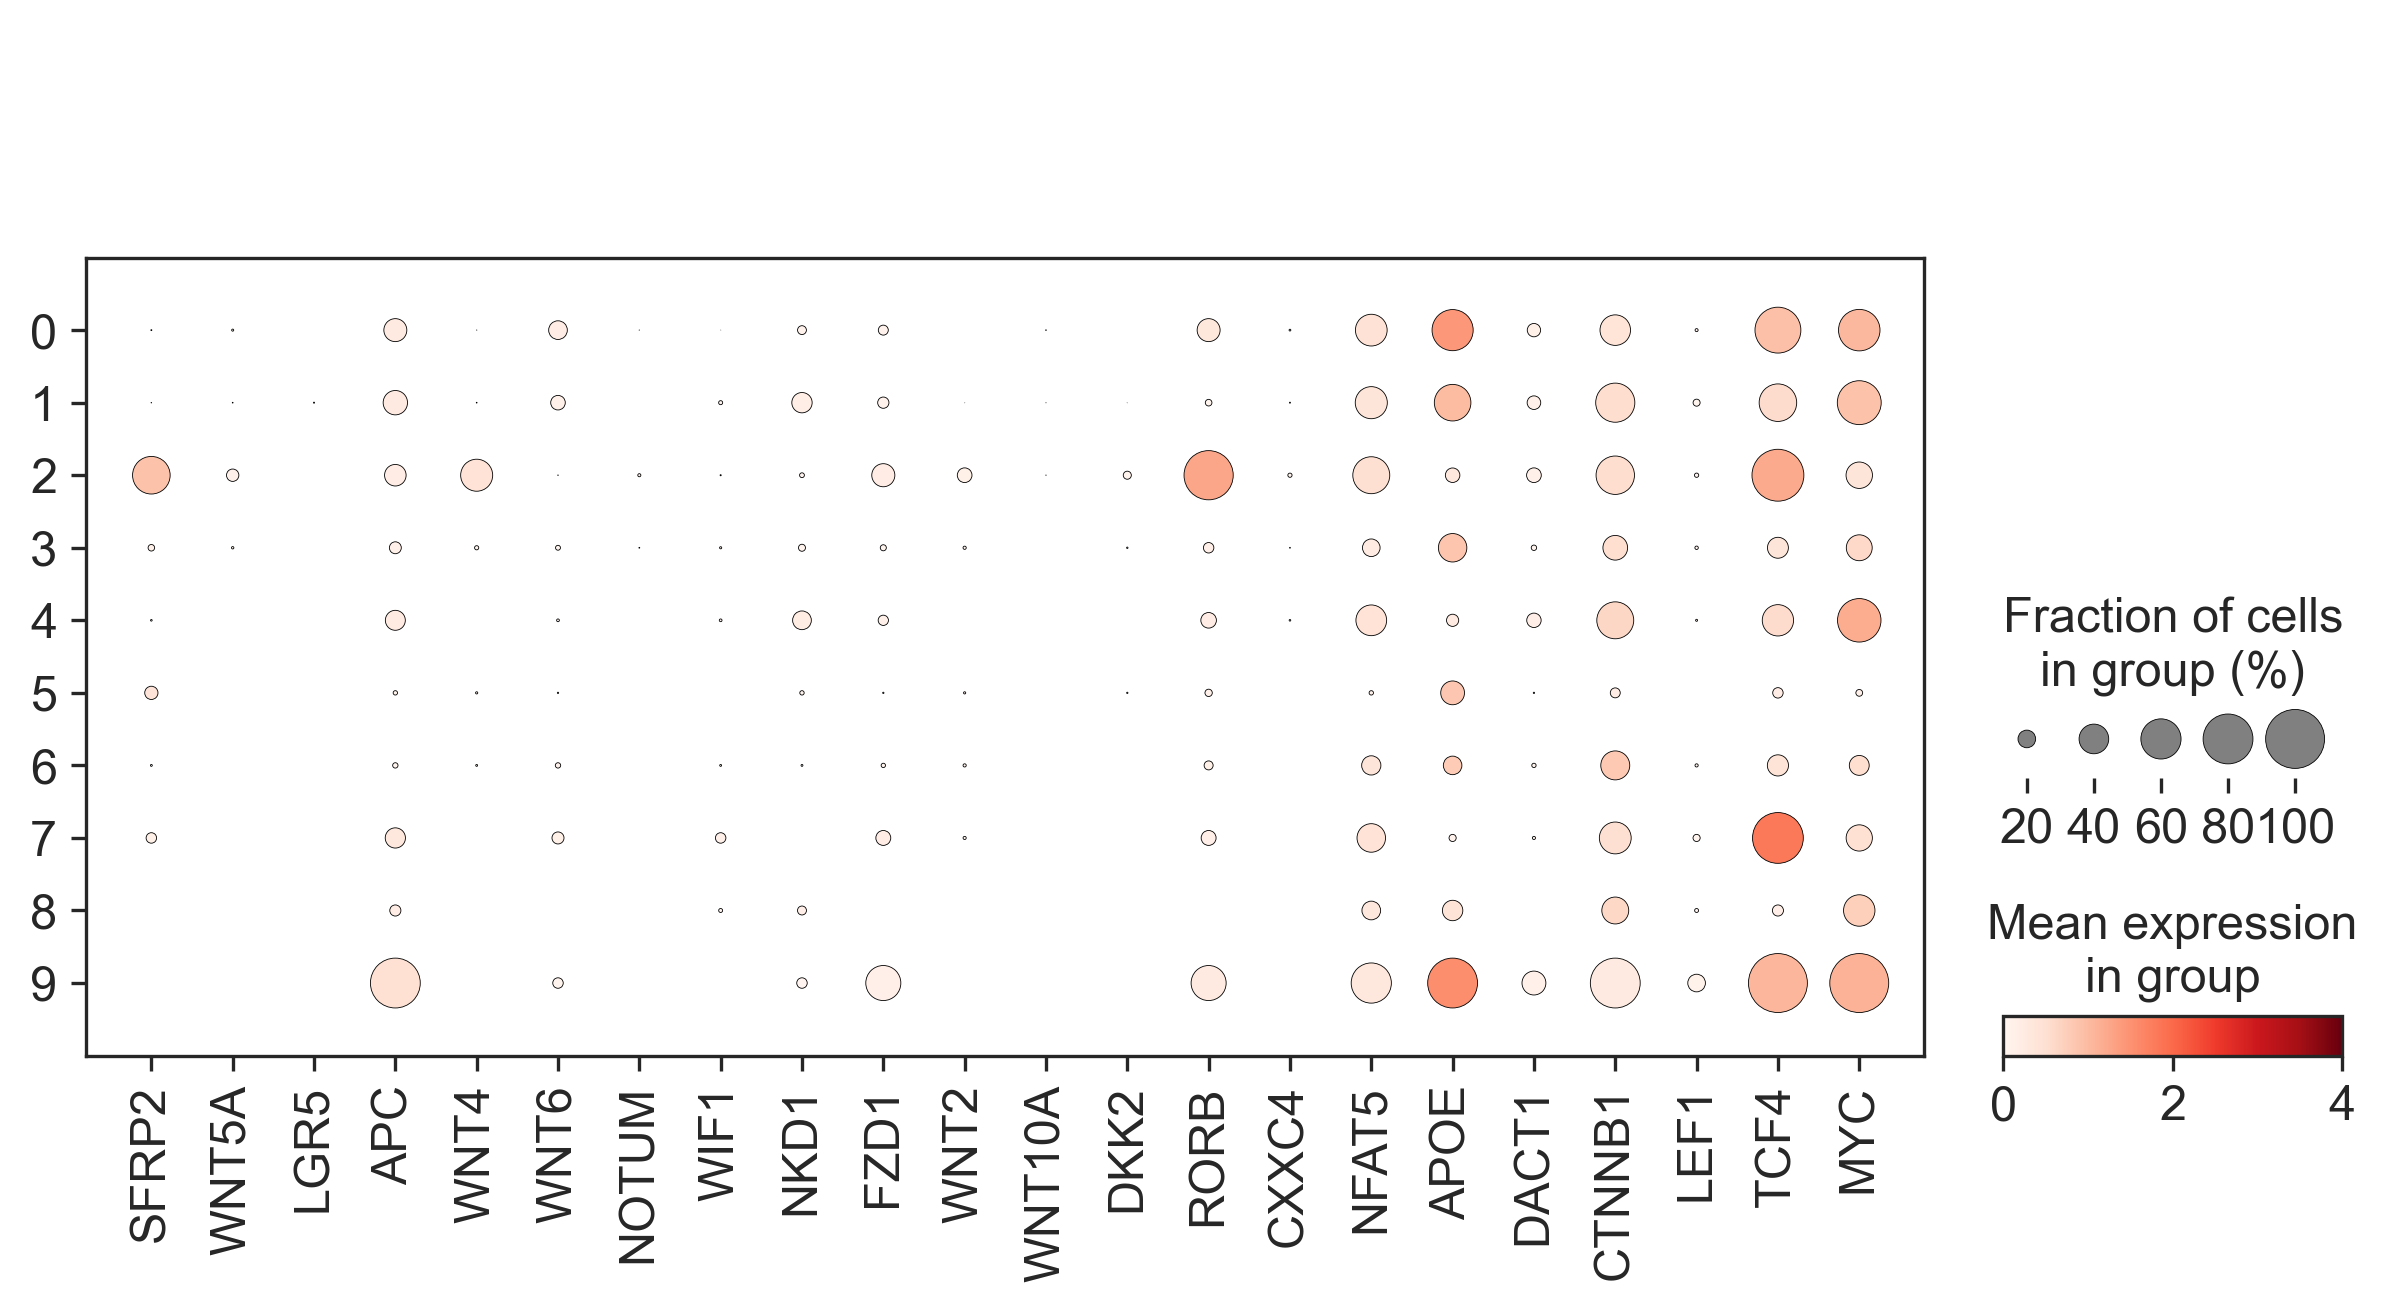 0
1
2
3
4
5
6
7
8
9
SFRP2
WNT5A
LGR5
APC
WNT4
WNT6
NOTUM
WIF1
NKD1
FZD1
WNT2
WNT10A
DKK2
RORB
CXXC4
NFAT5
APOE
DACT1
CTNNB1
LEF1
TCF4
MYC
Fraction of cells
in group (%)
20 40 60 80 100
Mean expression
in group
0 2 4